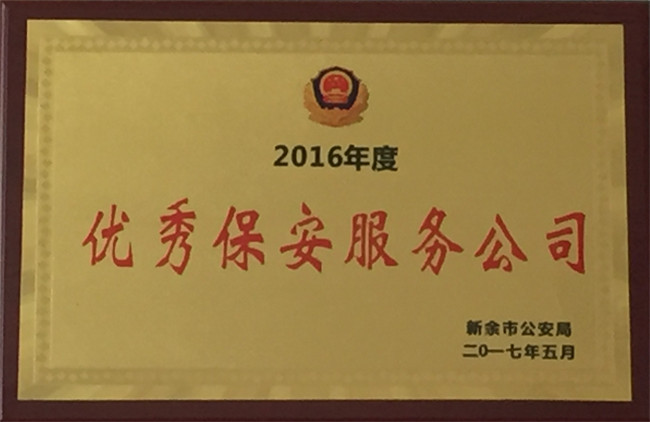 2016年度
优秀保安服务公司
新余市公安局
二0一七年五月